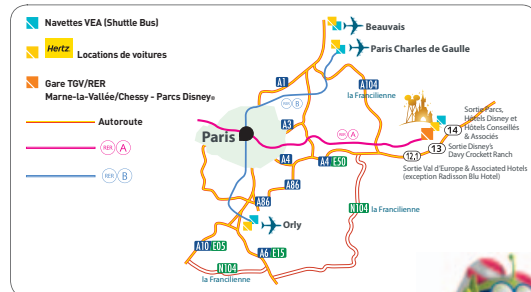 Navettes VEA (Shuttle Bus)
Hertz Locations de voitures
Gare TGV/RER
Marne-la-Vallée/Chessy - Parcs Disney®
Autoroute
RER A
RER B
Beauvais
Paris Charles de Gaulle
A1
RER B
A104
la Francilienne
A3
Paris
RER A
Sortie Parcs,
Hôtels Disney et
Hôtels Conseillés
& Associés
14
13
Sortie Disney's
Davy Crockett Ranch
12,1
Sortie Val d'Europe & Associated Hotels
(exception Radisson Blu Hotel)
A4
A4 E50
A86
A86
N104
la Francilienne
Orly
A10 E05
A6 E15
N104
la Francilienne